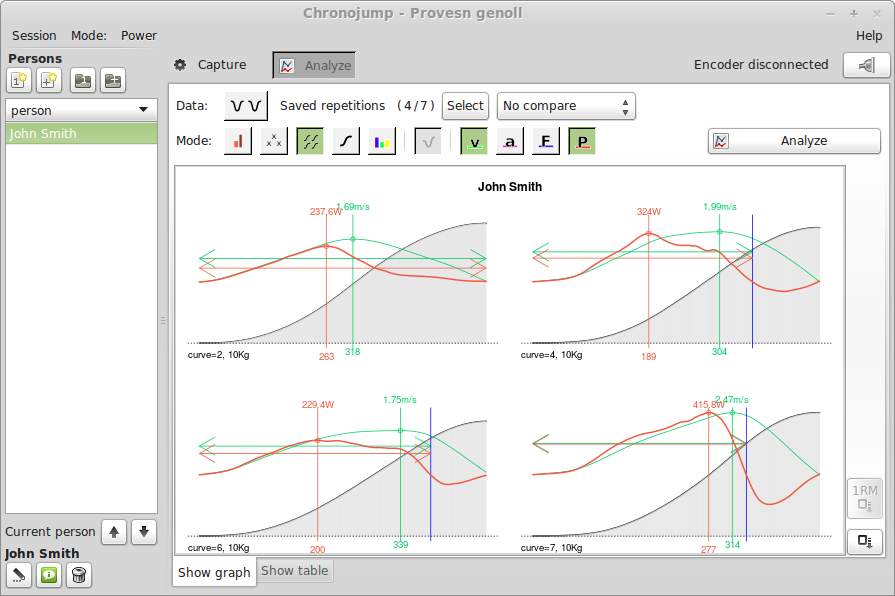 Chronojump - Provesn genoll
Session Mode: Power Help
Persons
Capture Analyze Encoder disconnected
person
John Smith
Data: Saved repetitions (4/7) Select No compare
Mode: v a F P Analyze
John Smith
237.6W 1.69m/s
263 318
curve=2, 10Kg
324W 1.99m/s
189 304
curve=4, 10Kg
229.4W 1.75m/s
200 339
curve=6, 10Kg
415.8W 2.47m/s
277 314
curve=7, 10Kg
1RM
Current person
John Smith
Show graph Show table